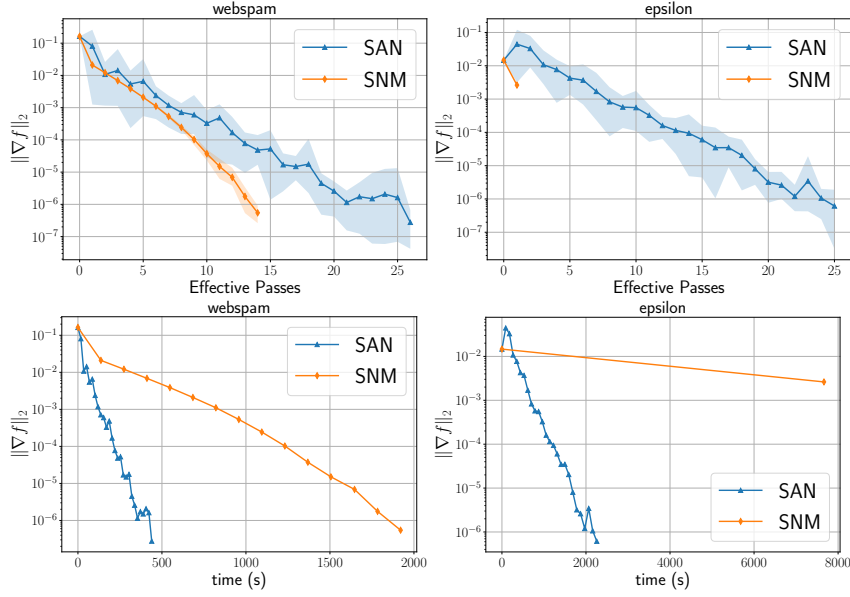 webspam
10⁻¹
10⁻²
10⁻³
10⁻⁴
10⁻⁵
10⁻⁶
10⁻⁷
‖∇f‖₂
SAN
SNM
0 5 10 15 20 25
Effective Passes
epsilon
10⁻¹
10⁻²
10⁻³
10⁻⁴
10⁻⁵
10⁻⁶
10⁻⁷
‖∇f‖₂
SAN
SNM
0 5 10 15 20 25
Effective Passes
webspam
10⁻¹
10⁻²
10⁻³
10⁻⁴
10⁻⁵
10⁻⁶
‖∇f‖₂
SAN
SNM
0 500 1000 1500 2000
time (s)
epsilon
10⁻²
10⁻³
10⁻⁴
10⁻⁵
10⁻⁶
‖∇f‖₂
SAN
SNM
0 2000 4000 6000 8000
time (s)